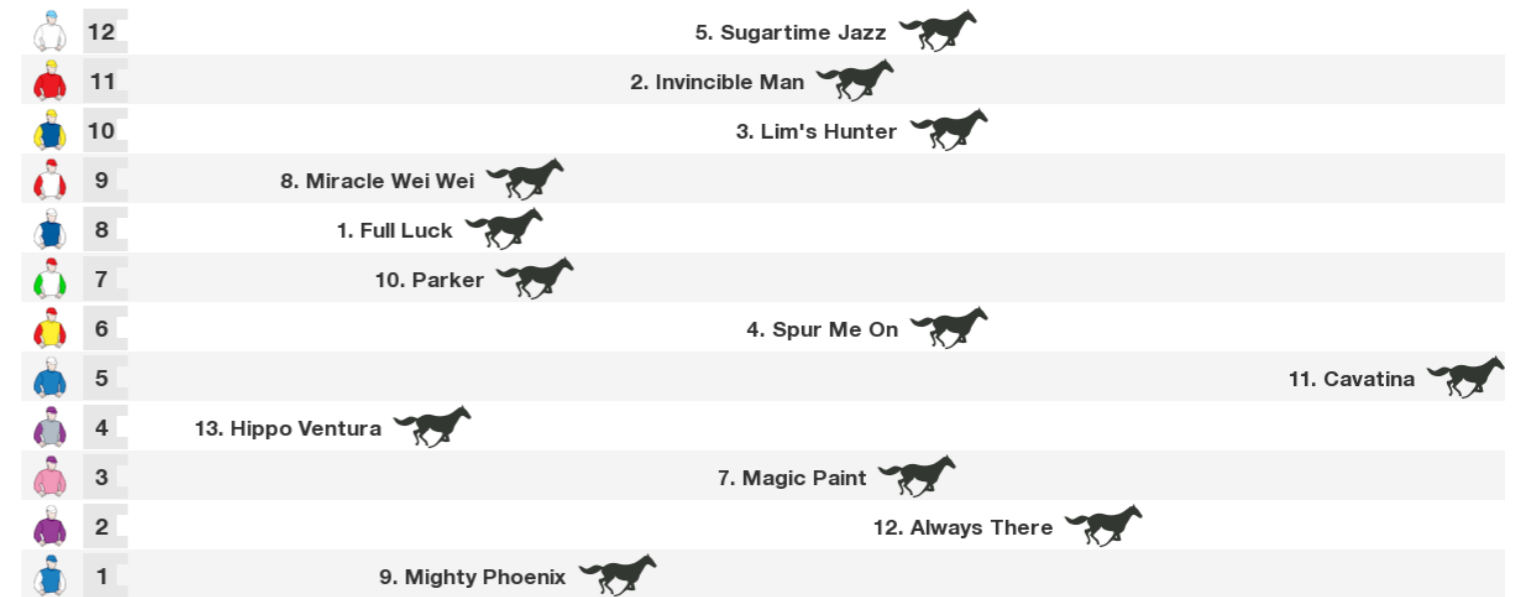 12 5. Sugartime Jazz
11 2. Invincible Man
10 3. Lim's Hunter
9 8. Miracle Wei Wei
8 1. Full Luck
7 10. Parker
6 4. Spur Me On
5 11. Cavatina
4 13. Hippo Ventura
3 7. Magic Paint
2 12. Always There
1 9. Mighty Phoenix